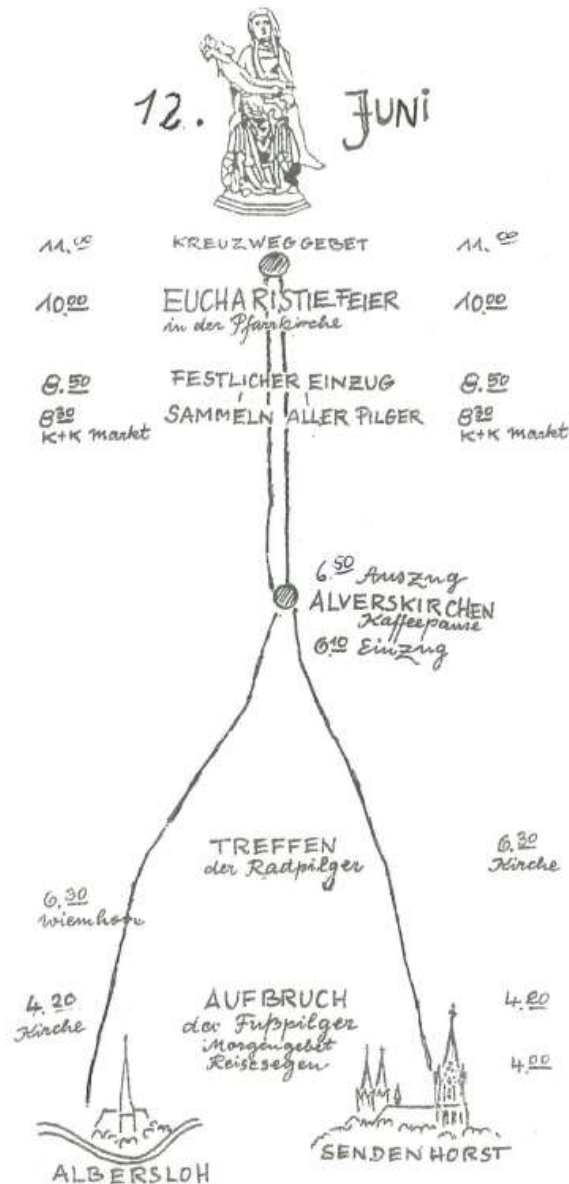 12. JUNI
11.00 KREUZWEGGEBET 11.00
10.00 EUCHARISTIEFEIER 10.00
in der Pfarrkirche
8.50 FESTLICHER EINZUG 8.50
8.30 SAMMELN ALLER PILGER 8.30
K+K Markt K+K Markt
6.50 Auszug
ALVERSKIRCHEN
Kaffeepause
6.10 Einzug
TREFFEN 6.30
der Radpilger Kirche
6.30
4.20 AUFBRUCH 4.20
Kirche der Fußpilger
Morgengebet
Reisesegen 4.00
ALBERSLOH SENDENHORST